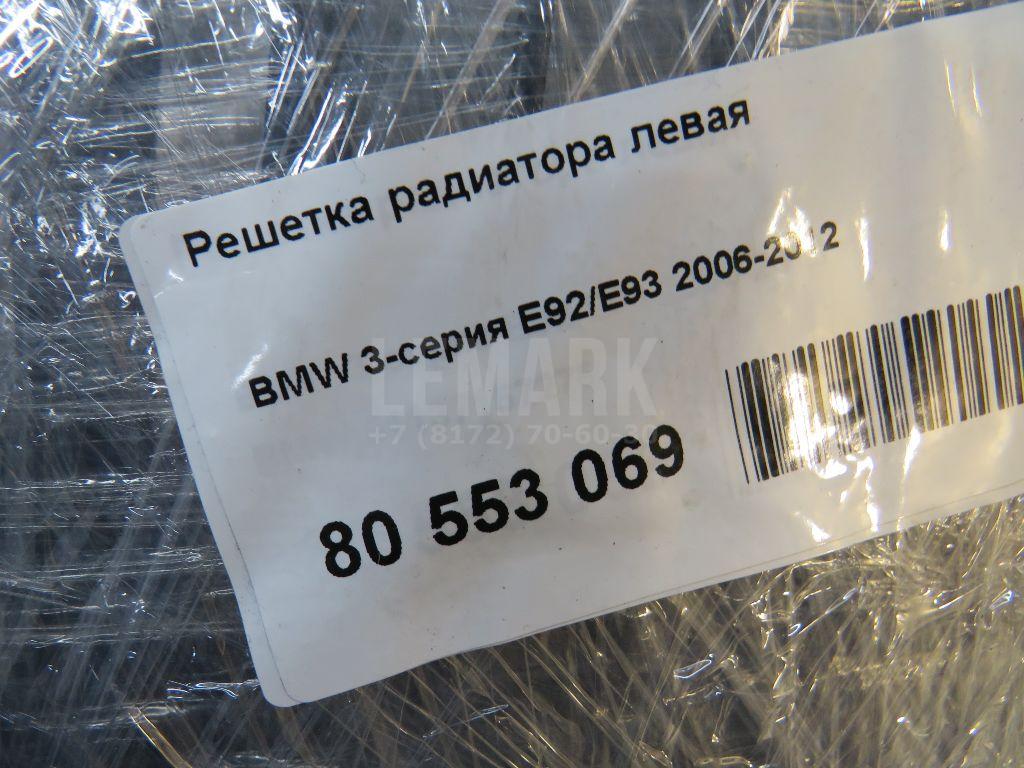 Решетка радиатора левая
BMW 3-серия E92/E93 2006-2012
LEMARK
+7 (8172) 70-60-30
80 553 069